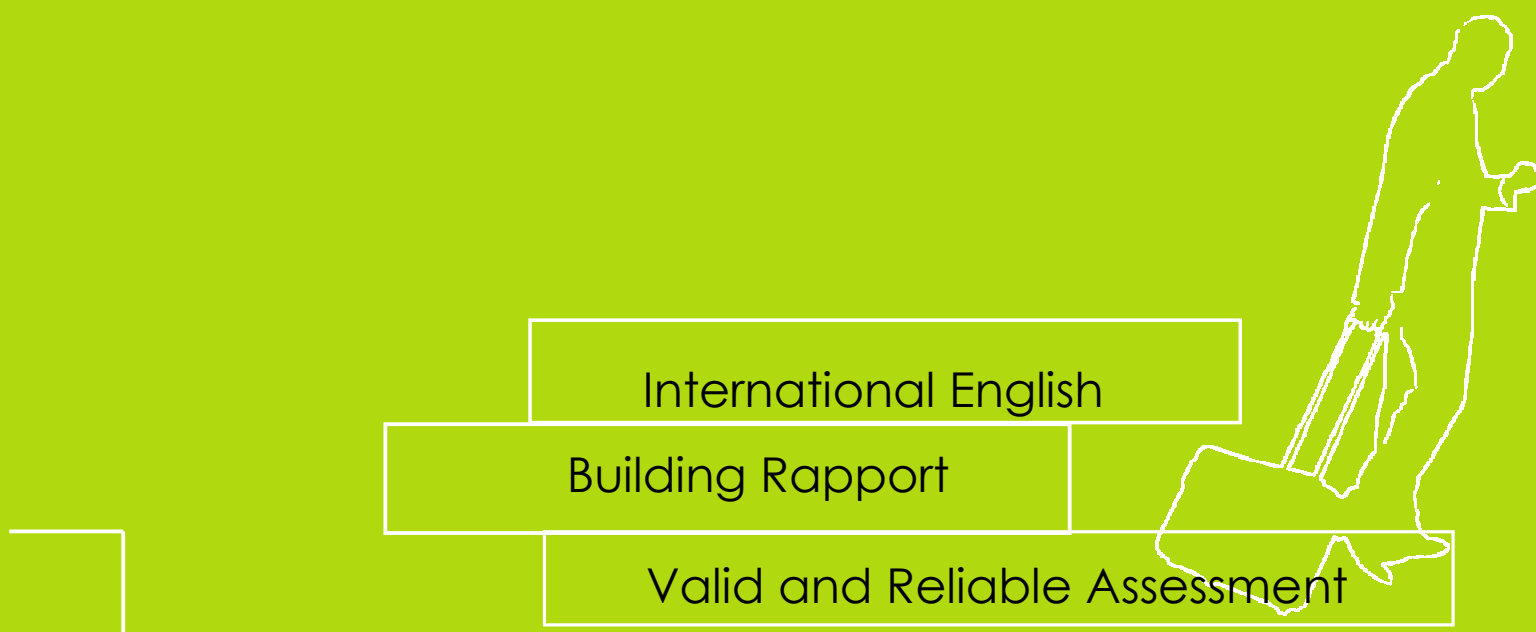 International English
Building Rapport
Valid and Reliable Assessment